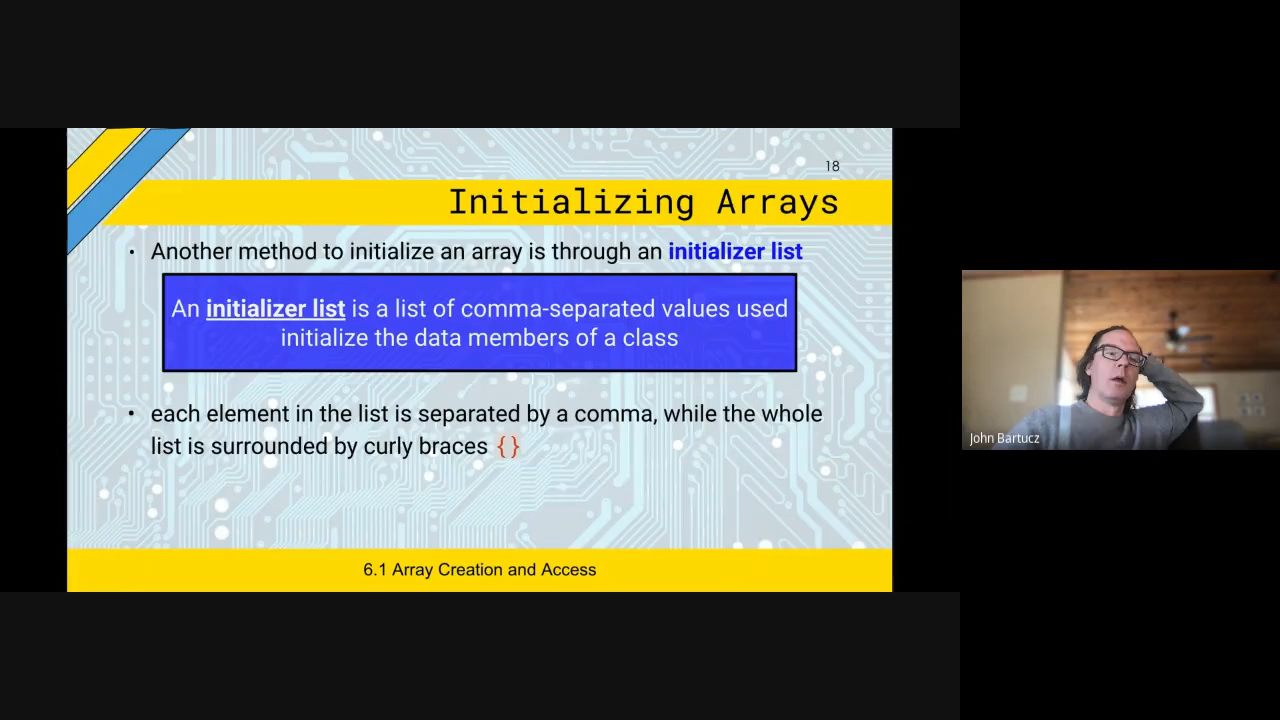 18
Initializing Arrays
• Another method to initialize an array is through an initializer list
An initializer list is a list of comma-separated values used
initialize the data members of a class
• each element in the list is separated by a comma, while the whole
list is surrounded by curly braces {}
6.1 Array Creation and Access
John Bartucz